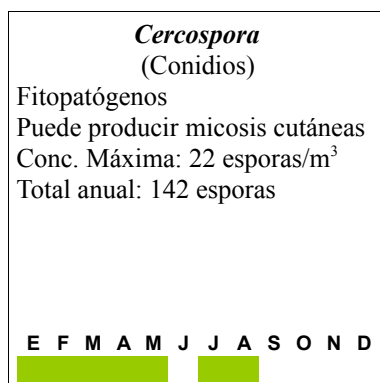 Cercospora
(Conidios)
Fitopatógenos
Puede producir micosis cutáneas
Conc. Máxima: 22 esporas/m³
Total anual: 142 esporas
E F M A M J J A S O N D